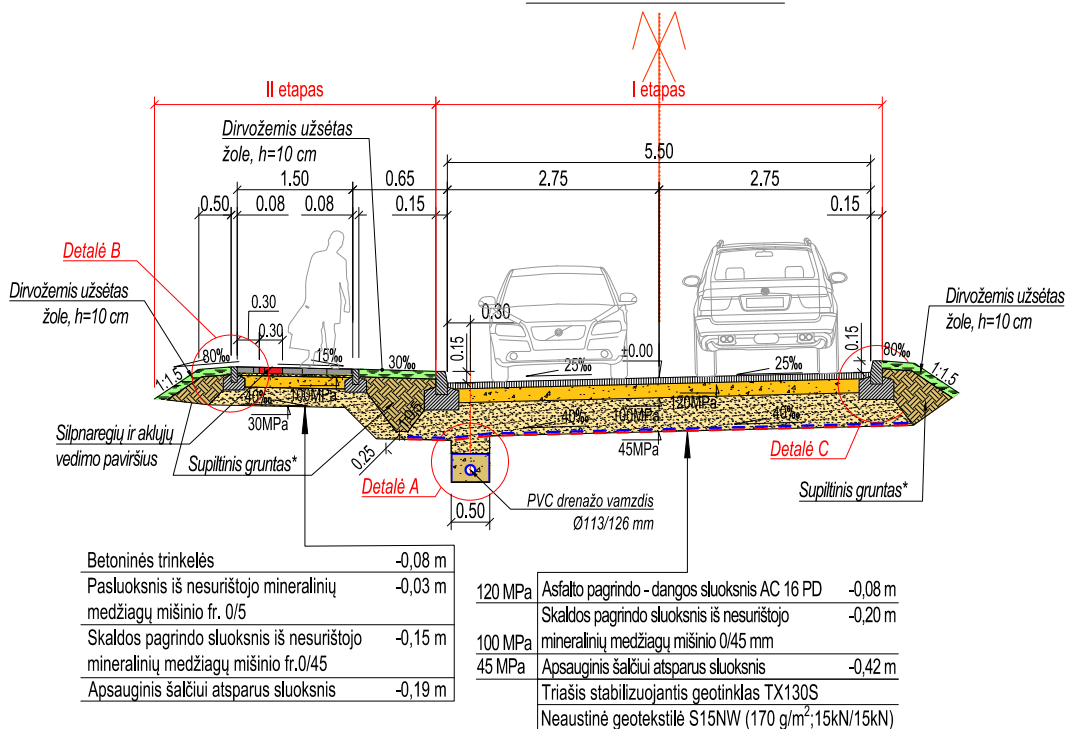 II etapas
I etapas
Dirvožemis užsėtas
žole, h=10 cm
5.50
1.50
0.65
2.75
2.75
0.50
0.08
0.08
0.15
0.15
Detalė B
Dirvožemis užsėtas
žole, h=10 cm
0.30
0.30
0.30
Dirvožemis užsėtas
žole, h=10 cm
0.15
0.15
±0.00
80‰
15‰
30‰
25‰
25‰
80‰
1:1.5
1:1.5
40‰
100MPa
30MPa
40‰
100MPa
120MPa
40‰
45MPa
Silpnaregių ir aklųjų
vedimo paviršius
Supiltinis gruntas*
0.25
Detalė A
Detalė C
Supiltinis gruntas*
PVC drenažo vamzdis
Ø113/126 mm
0.50
Betoninės trinkelės -0,08 m
Pasluoksnis iš nesurištojo mineralinių -0,03 m
medžiagų mišinio fr. 0/5
Skaldos pagrindo sluoksnis iš nesurištojo -0,15 m
mineralinių medžiagų mišinio fr.0/45
Apsauginis šalčiui atsparus sluoksnis -0,19 m
120 MPa Asfalto pagrindo - dangos sluoksnis AC 16 PD -0,08 m
Skaldos pagrindo sluoksnis iš nesurištojo -0,20 m
100 MPa mineralinių medžiagų mišinio 0/45 mm
45 MPa Apsauginis šalčiui atsparus sluoksnis -0,42 m
Triašis stabilizuojantis geotinklas TX130S
Neaustinė geotekstilė S15NW (170 g/m²;15kN/15kN)